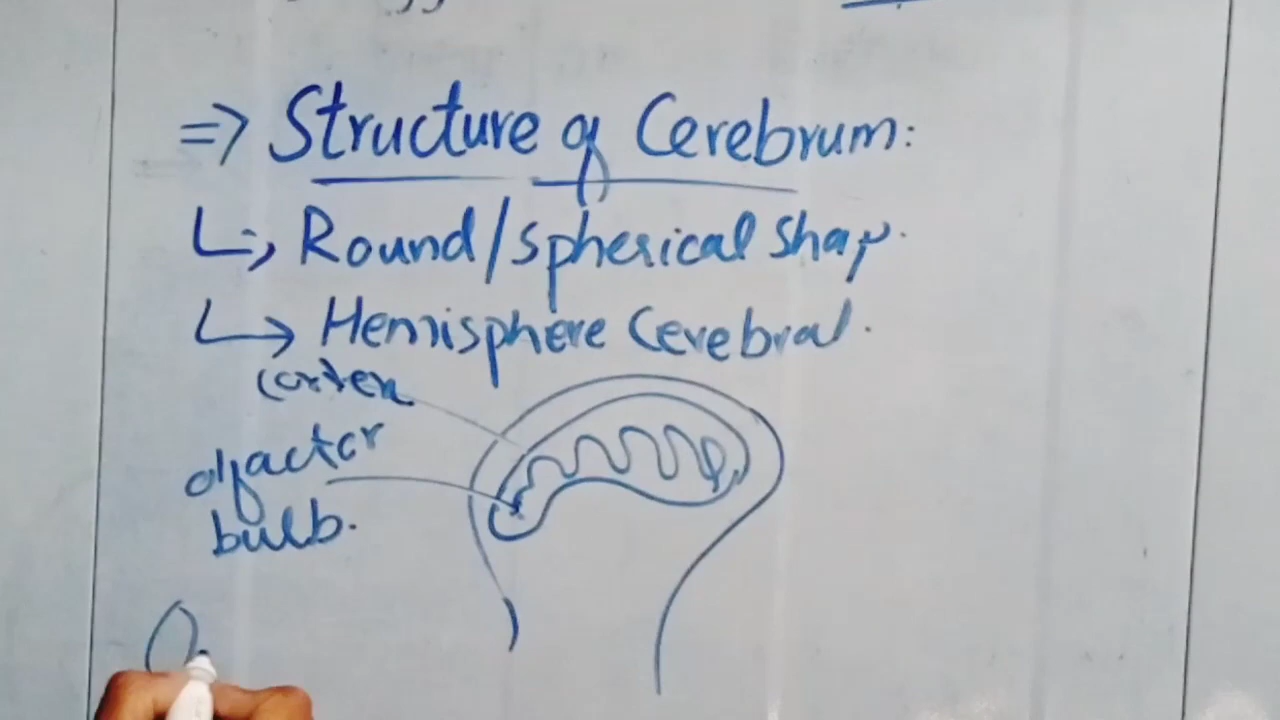 => Structure of Cerebrum:
Round/Spherical Shap.
Hemisphere Cerebral.
Cortex
olfactor
bulb.